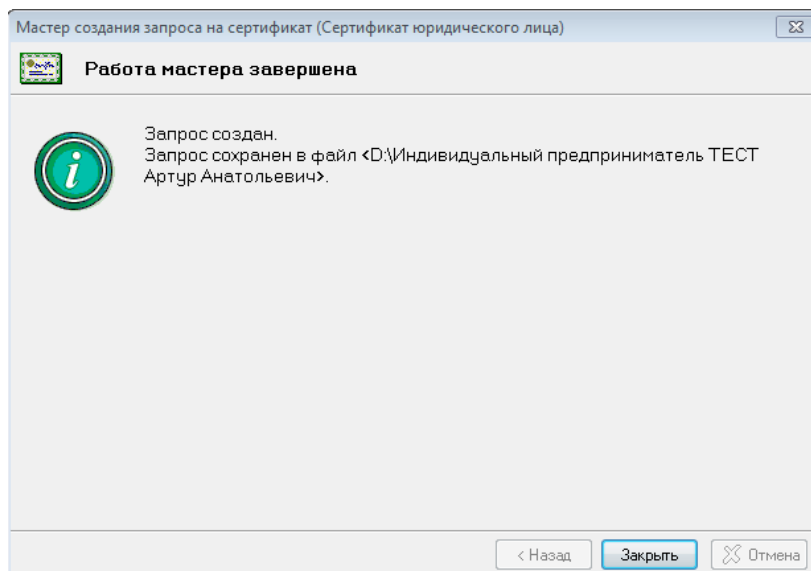 Мастер создания запроса на сертификат (Сертификат юридического лица)
Работа мастера завершена
Запрос создан.
Запрос сохранен в файл <D:\Индивидуальный предприниматель ТЕСТ
Артур Анатольевич>.
< Назад
Закрыть
Отмена